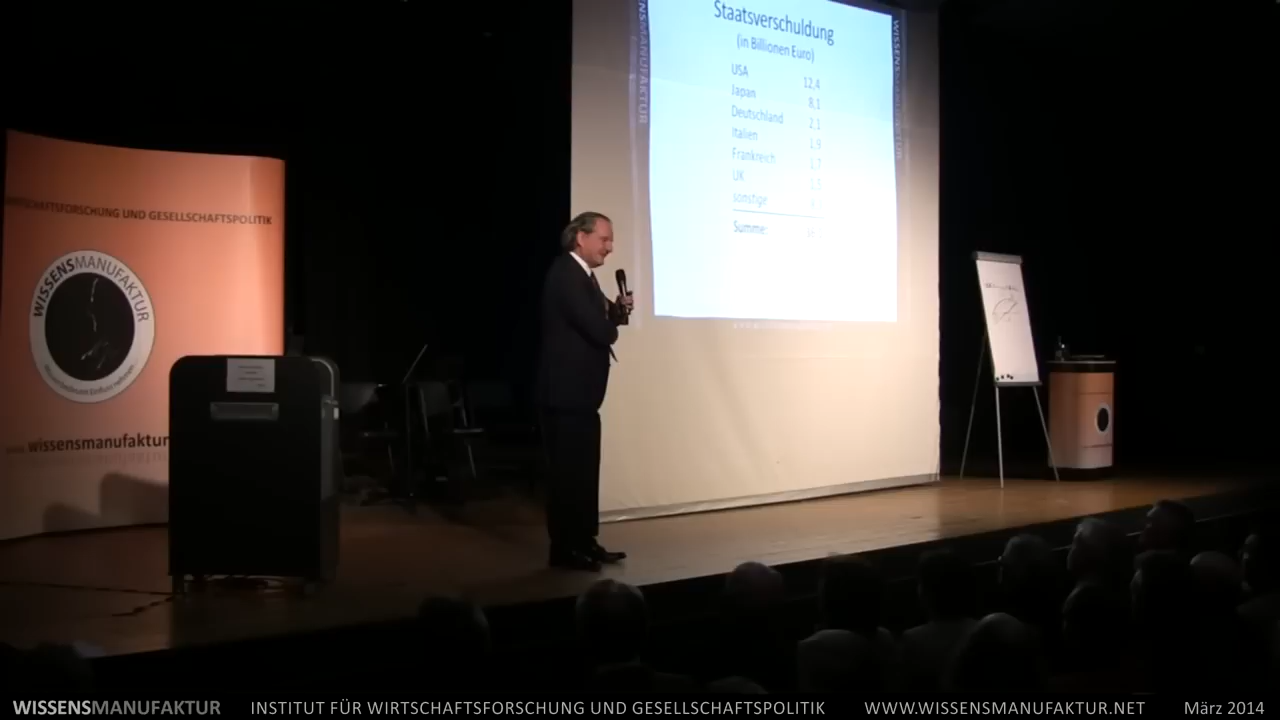 Staatsverschuldung
(in Billionen Euro)
USA 12,4
Japan 8,1
Deutschland 2,1
Italien 1,9
Frankreich 1,7
UK
sonstige
Summe:
WISSENSMANUFAKTUR
WISSENSMANUFAKTUR
WIRTSCHAFTSFORSCHUNG UND GESELLSCHAFTSPOLITIK
WISSENSMANUFAKTUR
www.wissensmanufaktur
WISSENSMANUFAKTUR INSTITUT FÜR WIRTSCHAFTSFORSCHUNG UND GESELLSCHAFTSPOLITIK WWW.WISSENSMANUFAKTUR.NET März 2014